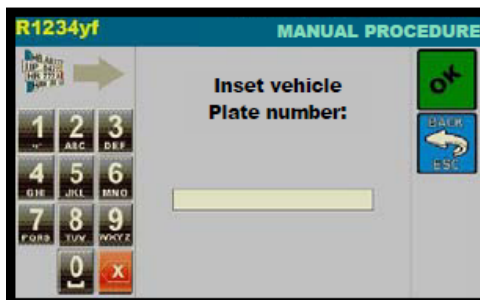 R1234yf
MANUAL PROCEDURE
Inset vehicle
Plate number:
OK
BACK
ESC
1
2 ABC
3 DEF
4 GHI
5 JKL
6 MNO
7 PQRS
8 TUV
9 WXYZ
0
X